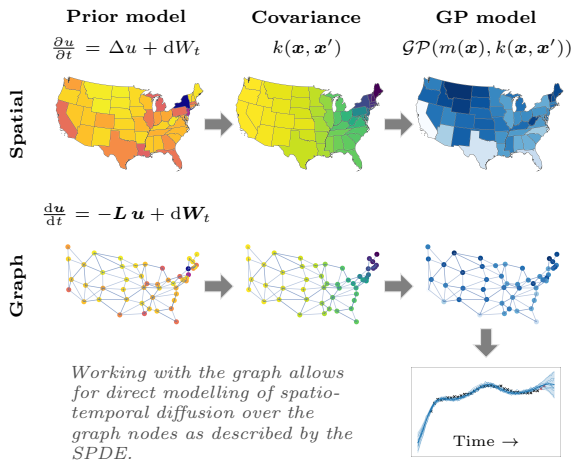 Prior model Covariance GP model
∂u/∂t = Δu + dW_t k(x, x′) GP(m(x), k(x, x′))
Spatial
du/dt = −L u + dW_t
Graph
Working with the graph allows
for direct modelling of spatio-
temporal diffusion over the
graph nodes as described by the
SPDE.
Time →